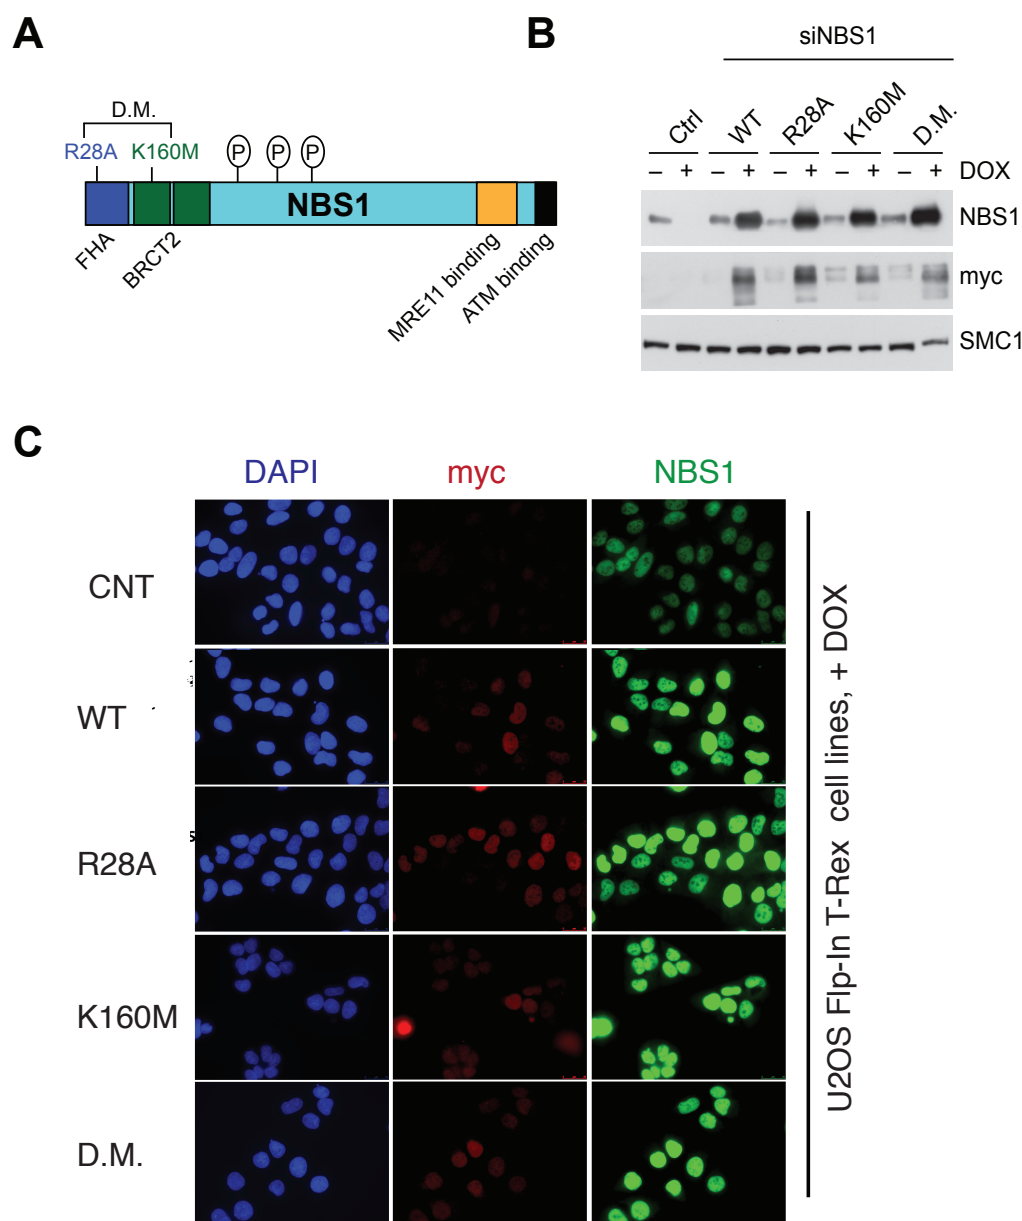 A
D.M.
R28A K160M
P P P
NBS1
FHA
BRCT2
MRE11 binding
ATM binding
B
siNBS1
Ctrl WT R28A K160M D.M.
– + – + – + – + – + DOX
NBS1
myc
SMC1
C
DAPI myc NBS1
CNT
WT
R28A
K160M
D.M.
U2OS Flp-In T-Rex cell lines, + DOX